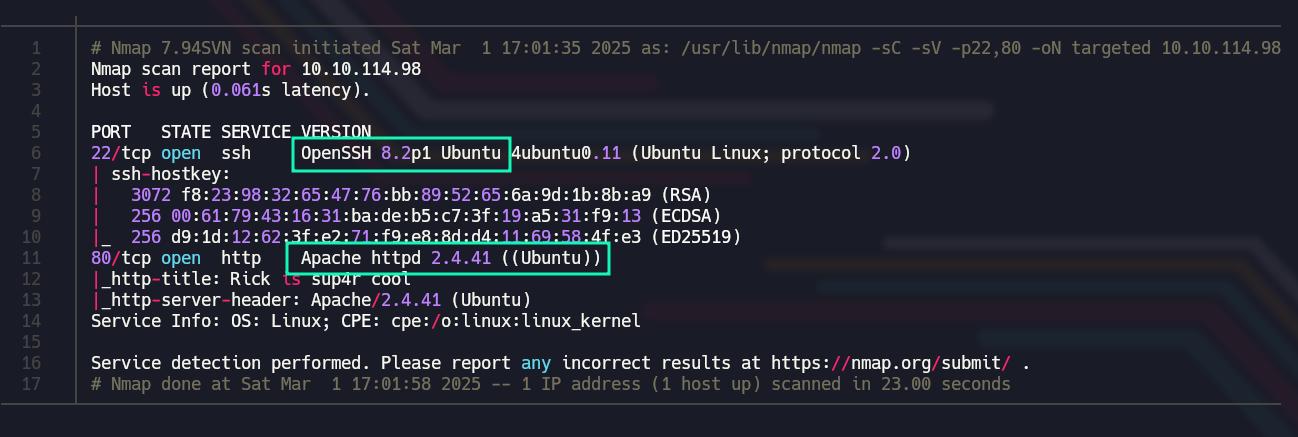 1 # Nmap 7.94SVN scan initiated Sat Mar  1 17:01:35 2025 as: /usr/lib/nmap/nmap -sC -sV -p22,80 -oN targeted 10.10.114.98
2 Nmap scan report for 10.10.114.98
3 Host is up (0.061s latency).
4
5 PORT   STATE SERVICE VERSION
6 22/tcp open  ssh     OpenSSH 8.2p1 Ubuntu 4ubuntu0.11 (Ubuntu Linux; protocol 2.0)
7 | ssh-hostkey:
8 |   3072 f8:23:98:32:65:47:76:bb:89:52:65:6a:9d:1b:8b:a9 (RSA)
9 |   256 00:61:79:43:16:31:ba:de:b5:c7:3f:19:a5:31:f9:13 (ECDSA)
10 |_  256 d9:1d:12:62:3f:e2:71:f9:e8:8d:d4:11:69:58:4f:e3 (ED25519)
11 80/tcp open  http    Apache httpd 2.4.41 ((Ubuntu))
12 |_http-title: Rick is sup4r cool
13 |_http-server-header: Apache/2.4.41 (Ubuntu)
14 Service Info: OS: Linux; CPE: cpe:/o:linux:linux_kernel
15
16 Service detection performed. Please report any incorrect results at https://nmap.org/submit/ .
17 # Nmap done at Sat Mar  1 17:01:58 2025 -- 1 IP address (1 host up) scanned in 23.00 seconds